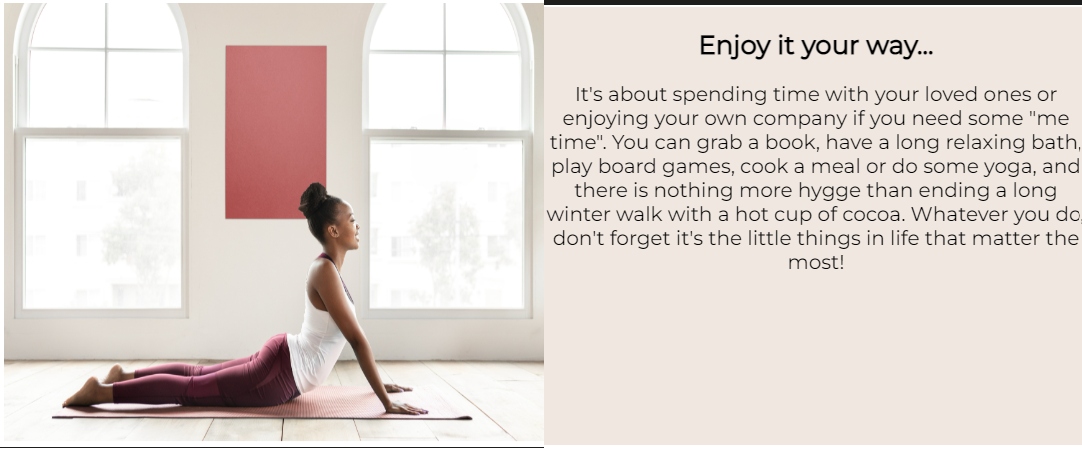 Enjoy it your way...
It's about spending time with your loved ones or
enjoying your own company if you need some "me
time". You can grab a book, have a long relaxing bath,
play board games, cook a meal or do some yoga, and
there is nothing more hygge than ending a long
winter walk with a hot cup of cocoa. Whatever you do,
don't forget it's the little things in life that matter the
most!